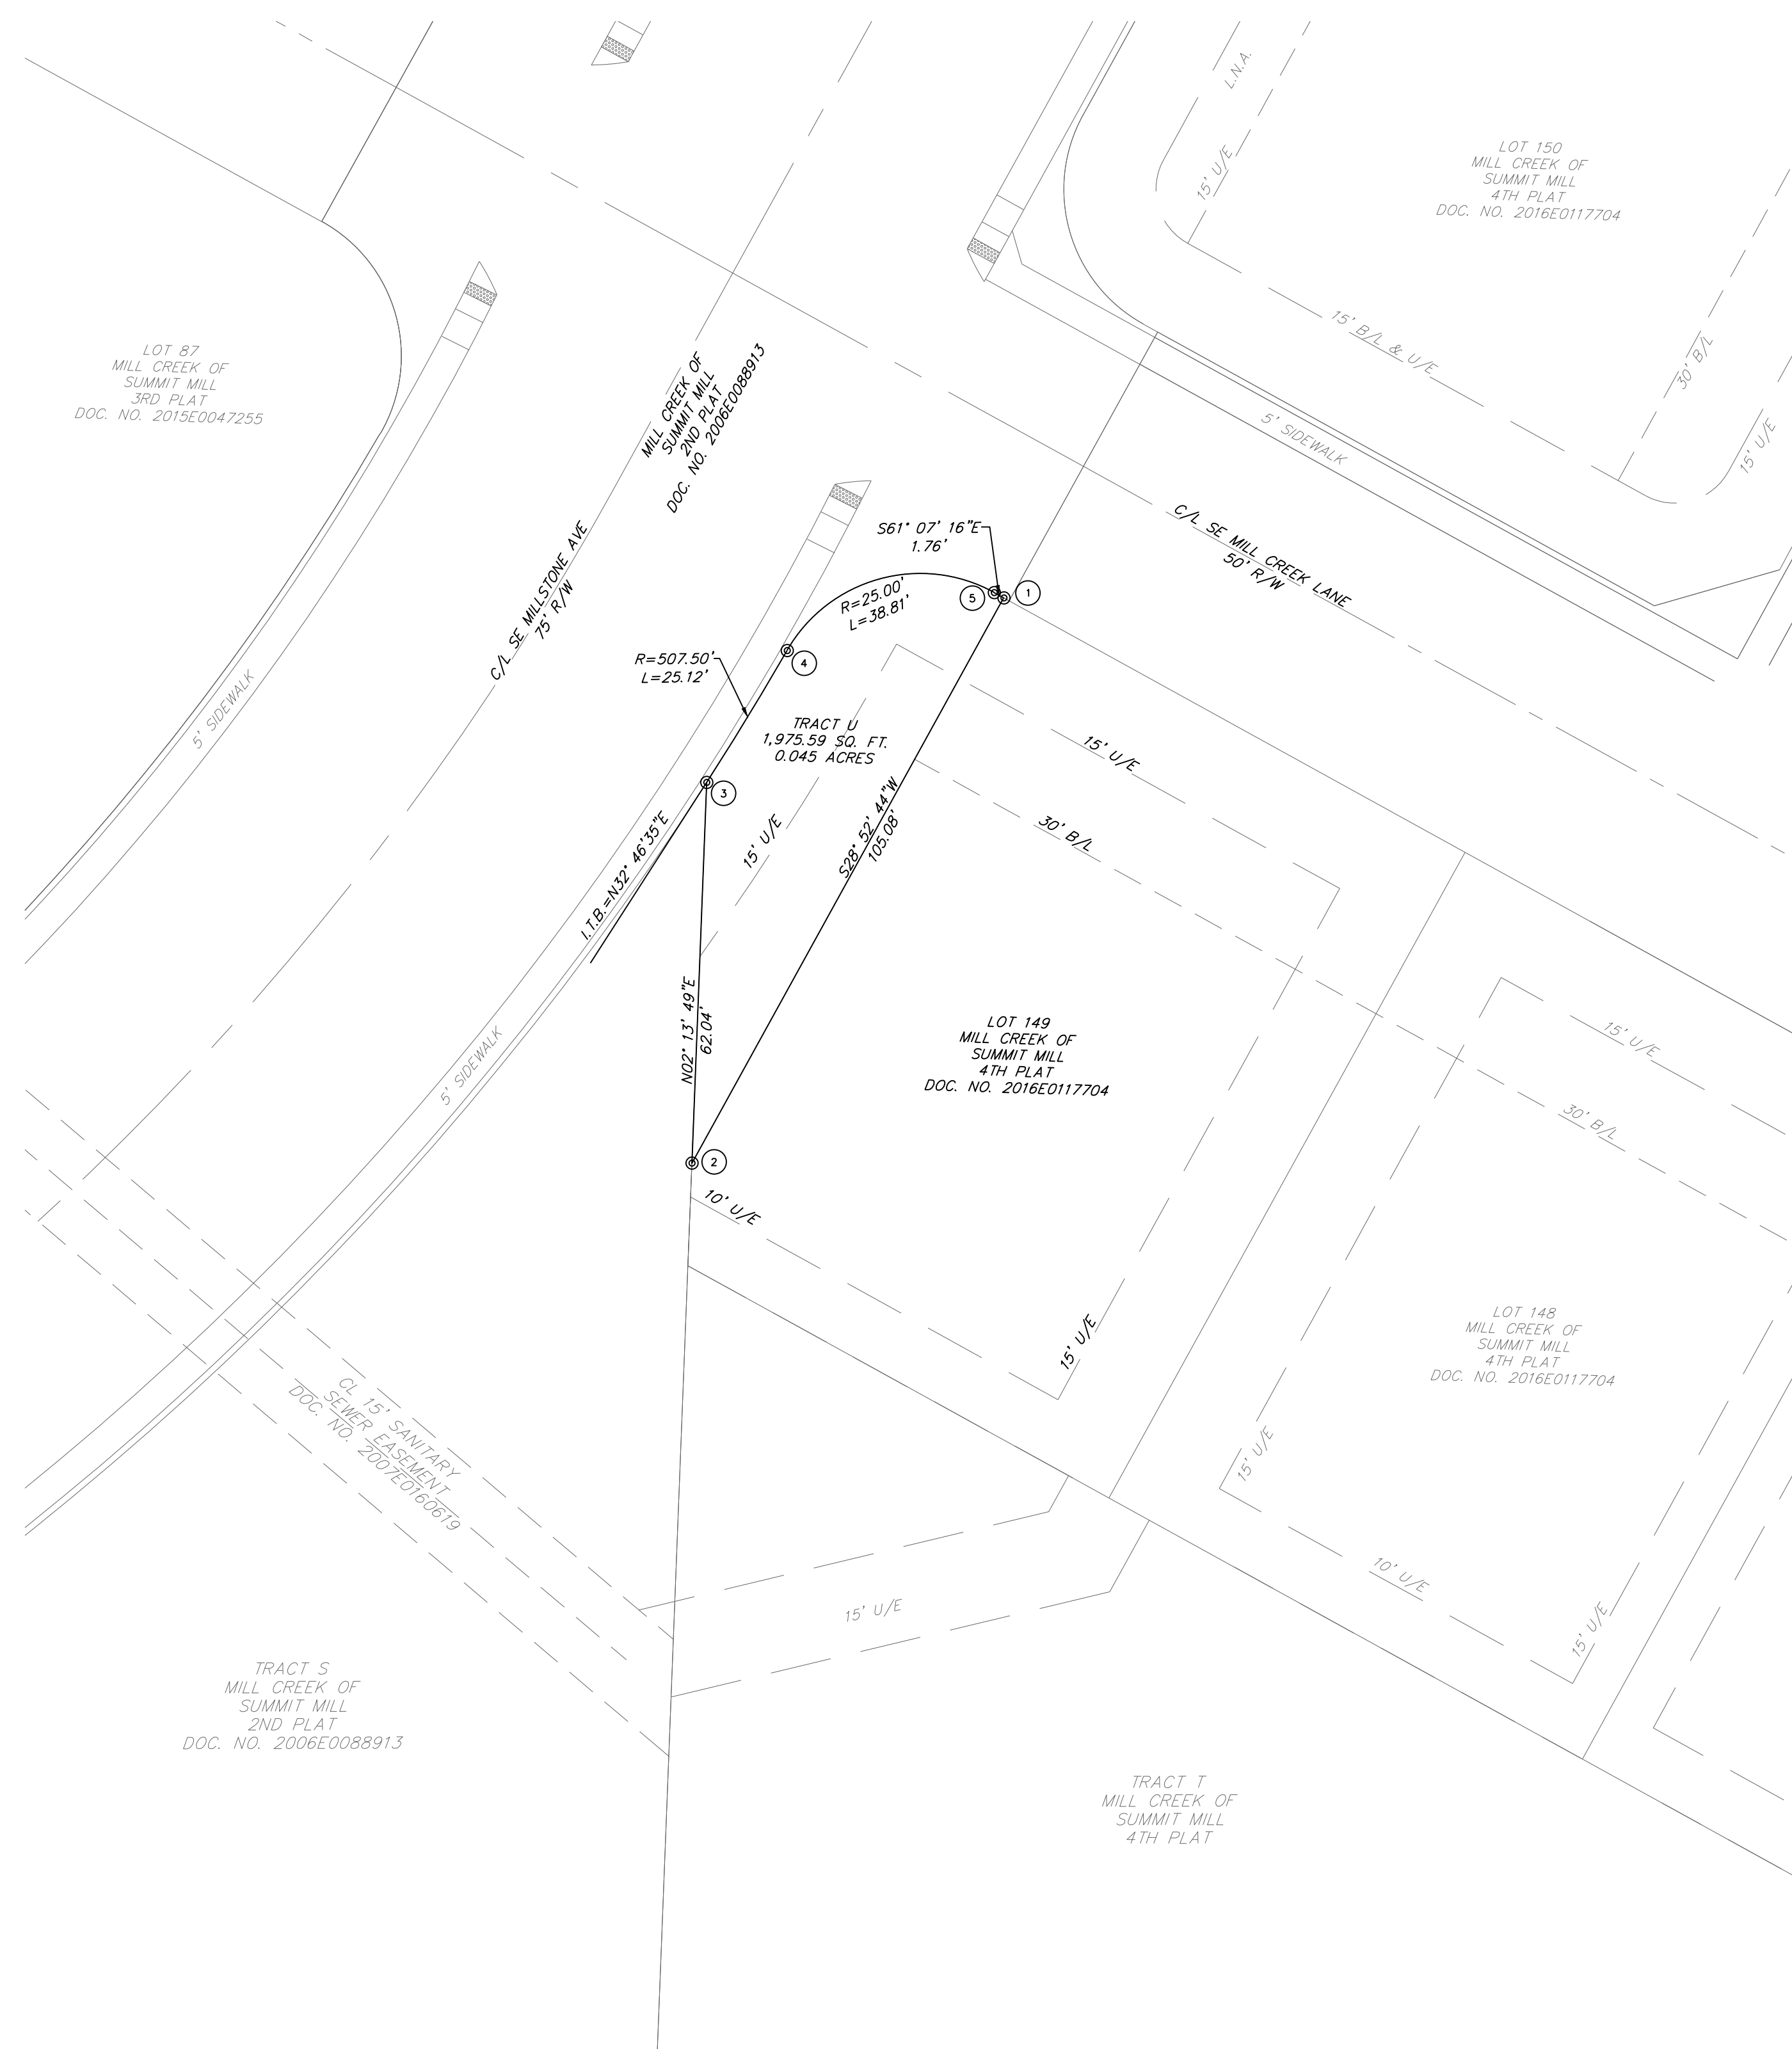 L.N.A.
15' U/E
LOT 150
MILL CREEK OF
SUMMIT MILL
4TH PLAT
DOC. NO. 2016E0117704
15' B/L & U/E
30' B/L
15' U/E
5' SIDEWALK
LOT 87
MILL CREEK OF
SUMMIT MILL
3RD PLAT
DOC. NO. 2015E0047255
MILL CREEK OF
SUMMIT MILL
2ND PLAT
DOC. NO. 2006E0088913
C/L SE MILLSTONE AVE
75' R/W
C/L SE MILL CREEK LANE
50' R/W
S61° 07' 16"E
1.76'
5
1
R=25.00'
L=38.81'
4
R=507.50'
L=25.12'
5' SIDEWALK
TRACT U
1,975.59 SQ. FT.
0.045 ACRES
3
15' U/E
15' U/E
30' B/L
S28° 52' 44"W
105.08'
I.T.B.=N32° 46'35"E
N02° 13' 49"E
62.04'
5' SIDEWALK
LOT 149
MILL CREEK OF
SUMMIT MILL
4TH PLAT
DOC. NO. 2016E0117704
15' U/E
30' B/L
2
10' U/E
15' U/E
LOT 148
MILL CREEK OF
SUMMIT MILL
4TH PLAT
DOC. NO. 2016E0117704
15' U/E
10' U/E
15' U/E
CL 15' SANITARY
SEWER EASEMENT
DOC. NO. 2007E0160619
15' U/E
TRACT S
MILL CREEK OF
SUMMIT MILL
2ND PLAT
DOC. NO. 2006E0088913
TRACT T
MILL CREEK OF
SUMMIT MILL
4TH PLAT